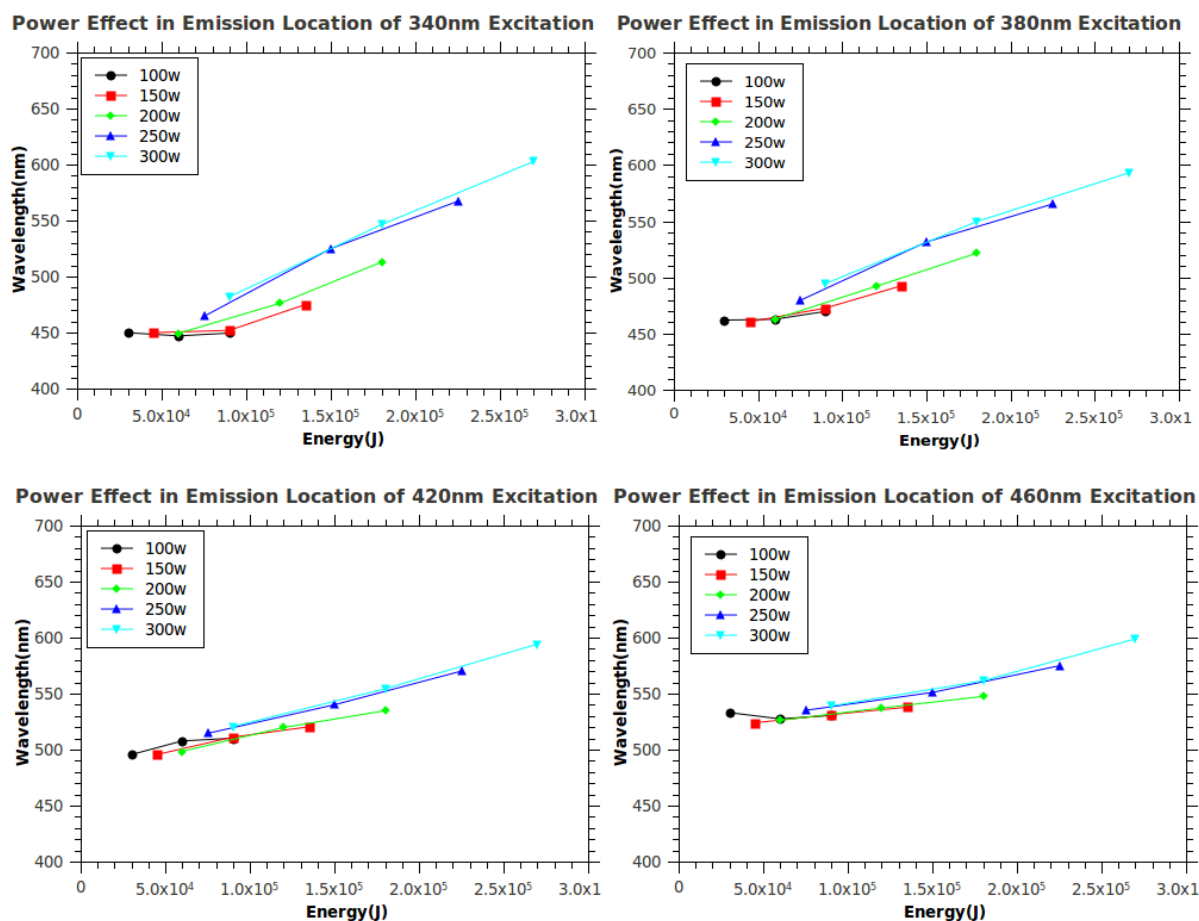 Power Effect in Emission Location of 340nm Excitation
700
650
600
550
500
450
400
Wavelength(nm)
100w
150w
200w
250w
300w
0
5.0x10⁴
1.0x10⁵
1.5x10⁵
2.0x10⁵
2.5x10⁵
3.0x1
Energy(J)
Power Effect in Emission Location of 380nm Excitation
700
650
600
550
500
450
400
Wavelength(nm)
100w
150w
200w
250w
300w
0
5.0x10⁴
1.0x10⁵
1.5x10⁵
2.0x10⁵
2.5x10⁵
3.0x1
Energy(J)
Power Effect in Emission Location of 420nm Excitation
700
650
600
550
500
450
400
Wavelength(nm)
100w
150w
200w
250w
300w
0
5.0x10⁴
1.0x10⁵
1.5x10⁵
2.0x10⁵
2.5x10⁵
3.0x1
Energy(J)
Power Effect in Emission Location of 460nm Excitation
700
650
600
550
500
450
400
Wavelength(nm)
100w
150w
200w
250w
300w
0
5.0x10⁴
1.0x10⁵
1.5x10⁵
2.0x10⁵
2.5x10⁵
3.0x1
Energy(J)